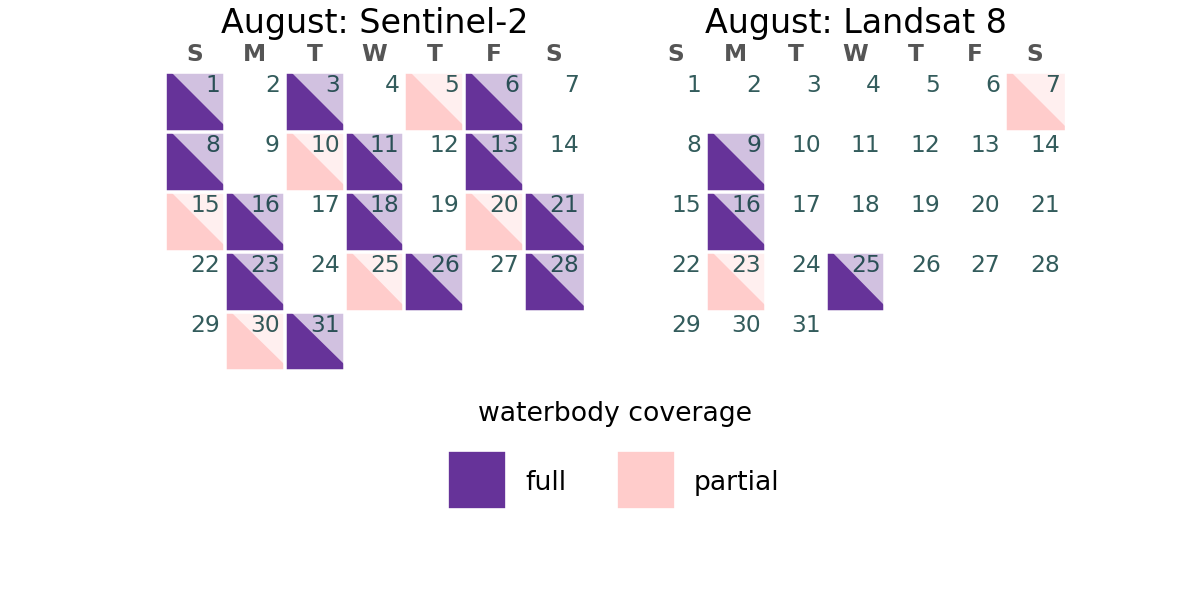 August: Sentinel-2
S M T W T F S
1 2 3 4 5 6 7
8 9 10 11 12 13 14
15 16 17 18 19 20 21
22 23 24 25 26 27 28
29 30 31
August: Landsat 8
S M T W T F S
1 2 3 4 5 6 7
8 9 10 11 12 13 14
15 16 17 18 19 20 21
22 23 24 25 26 27 28
29 30 31
waterbody coverage
full
partial